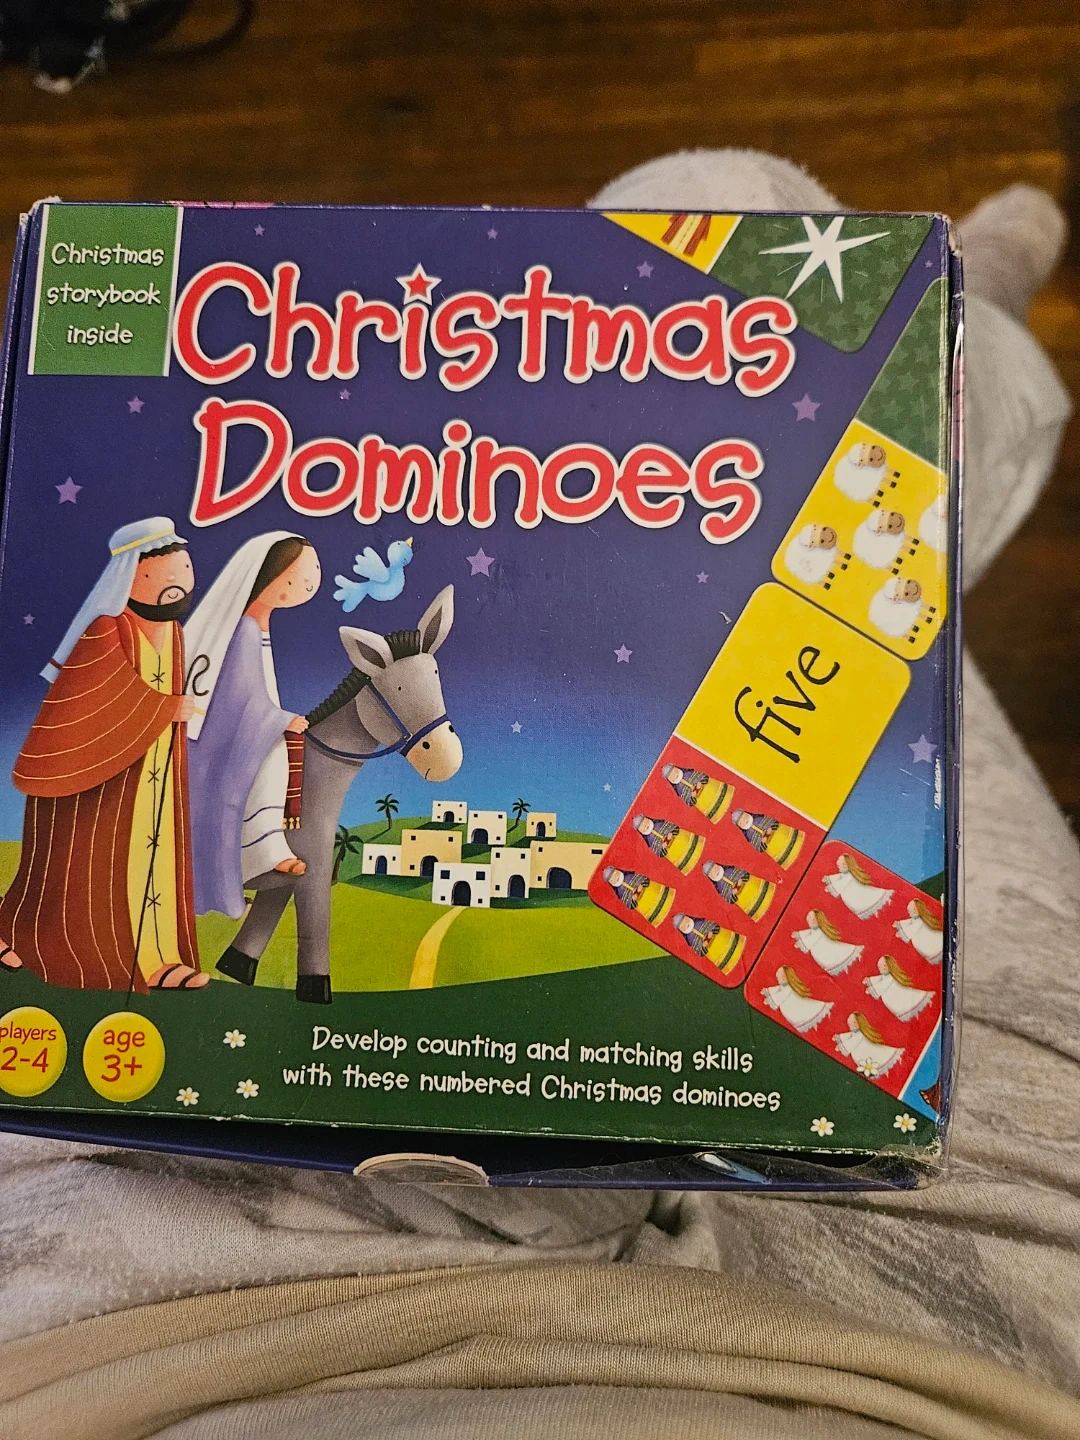 Christmas
storybook
inside
Christmas
Dominoes
five
players
2-4
age
3+
Develop counting and matching skills
with these numbered Christmas dominoes